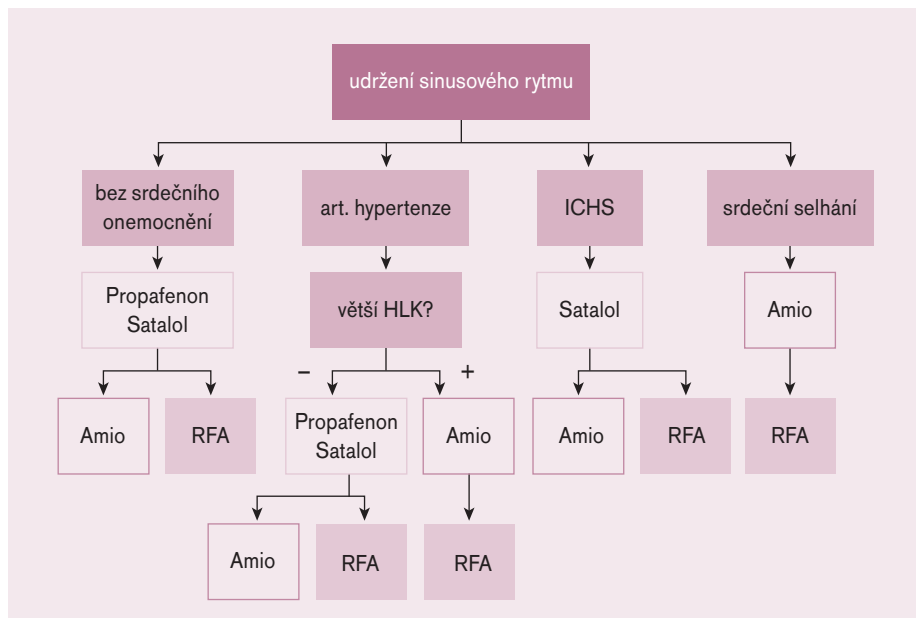 udržení sinusového rytmu
bez srdečního
onemocnění
art. hypertenze
ICHS
srdeční selhání
Propafenon
Satalol
větší HLK?
Satalol
Amio
–
+
Amio
RFA
Propafenon
Satalol
Amio
Amio
RFA
RFA
Amio
RFA
RFA